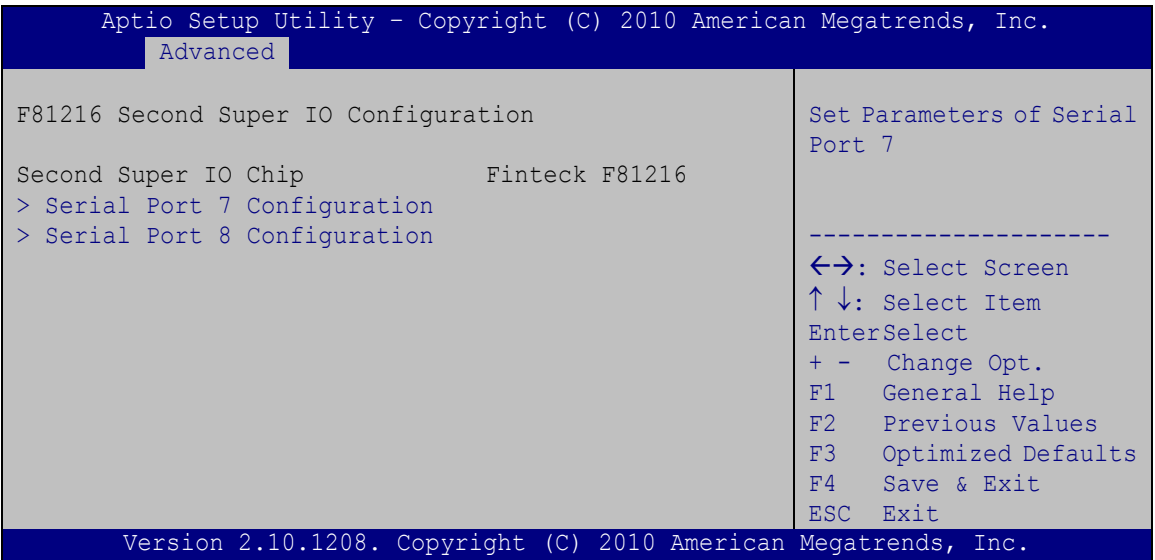 Aptio Setup Utility – Copyright (C) 2010 American Megatrends, Inc.
Advanced
F81216 Second Super IO Configuration
Second Super IO Chip Finteck F81216
> Serial Port 7 Configuration
> Serial Port 8 Configuration
Set Parameters of Serial
Port 7
---------------------
←→: Select Screen
↑ ↓: Select Item
EnterSelect
+ - Change Opt.
F1 General Help
F2 Previous Values
F3 Optimized Defaults
F4 Save & Exit
ESC Exit
Version 2.10.1208. Copyright (C) 2010 American Megatrends, Inc.